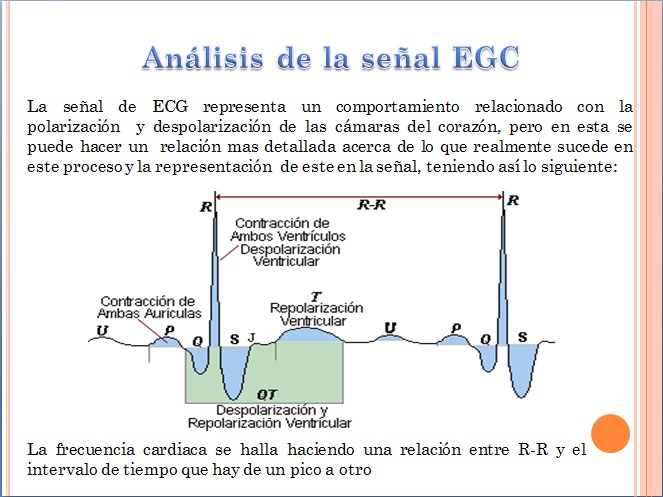 Análisis de la señal EGC
La señal de ECG representa un comportamiento relacionado con la
polarización y despolarización de las cámaras del corazón, pero en esta se
puede hacer un relación mas detallada acerca de lo que realmente sucede en
este proceso y la representación de este en la señal, teniendo así lo siguiente:
R
R-R
R
Contracción de
Ambos Ventrículos
Despolarización
Ventricular
Contracción de
Ambas Auriculas
T
Repolarización
Ventricular
U
P
Q
S
J
U
P
Q
S
QT
Despolarización y
Repolarización Ventricular
La frecuencia cardiaca se halla haciendo una relación entre R-R y el
intervalo de tiempo que hay de un pico a otro